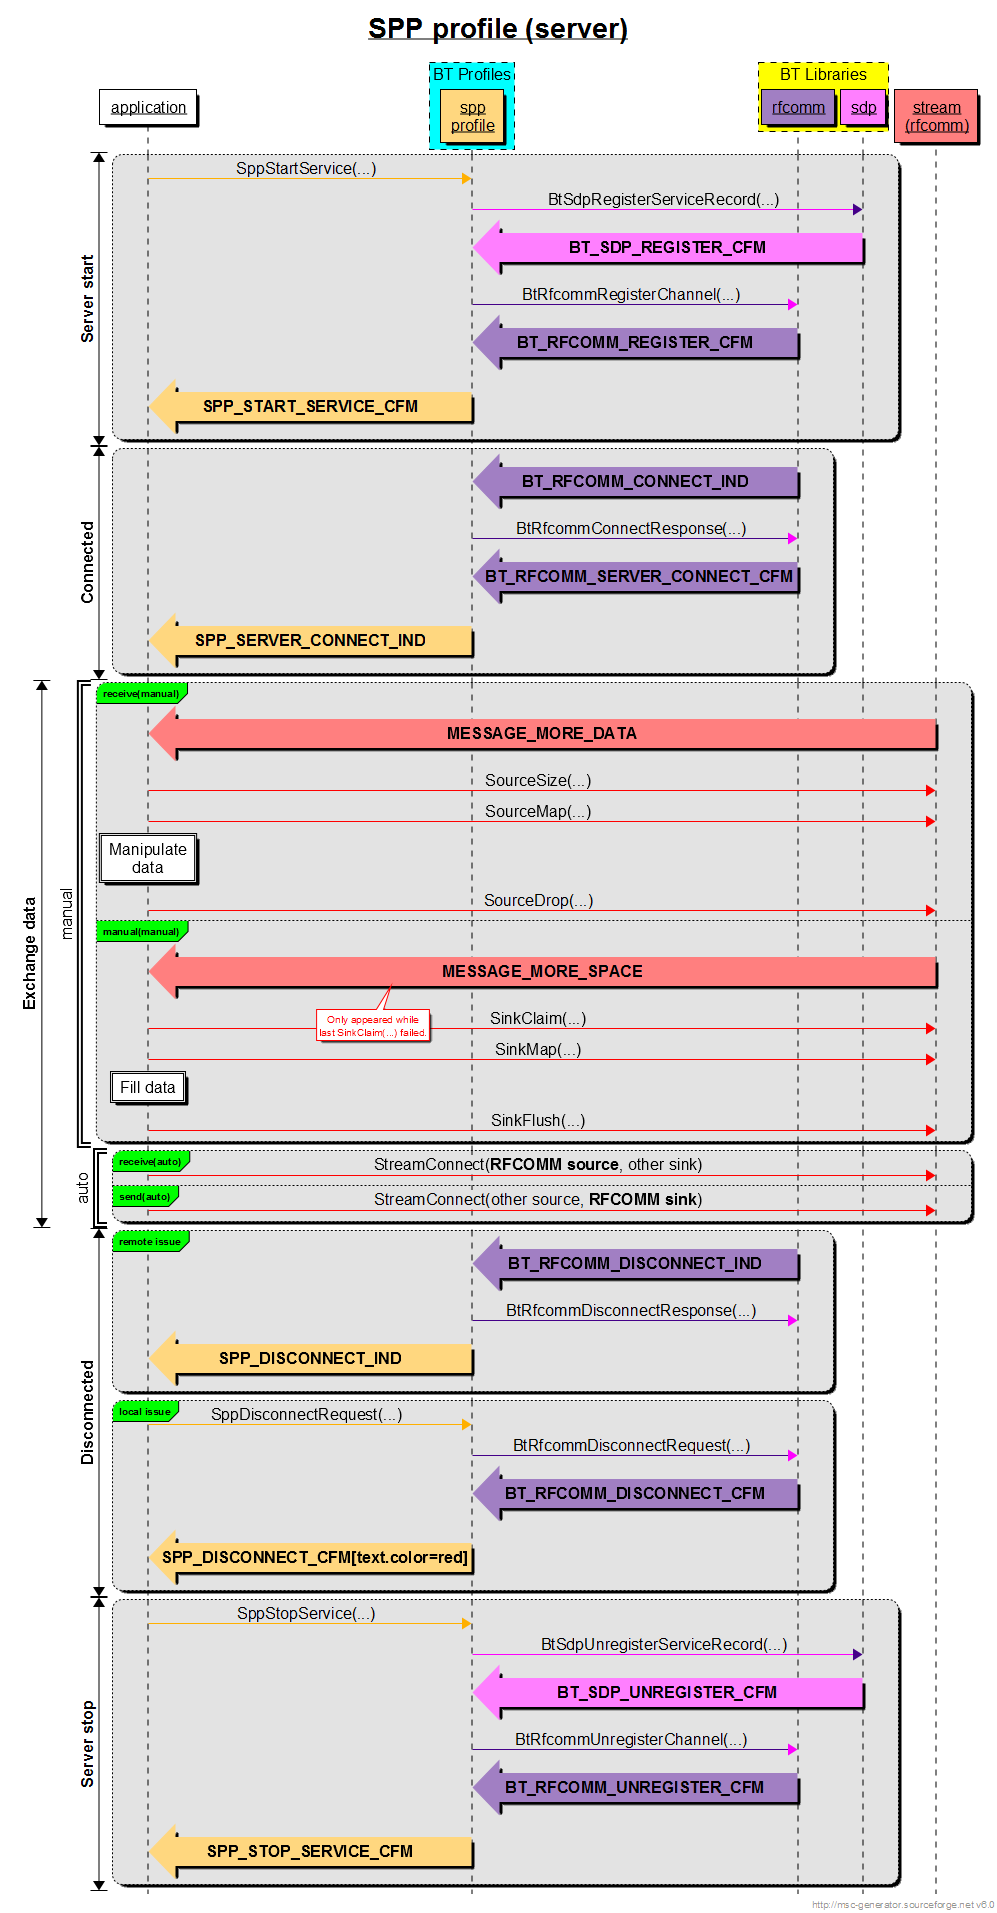 SPP profile (server)
BT Profiles
BT Libraries
application
spp
profile
rfcomm
sdp
stream
(rfcomm)
Server start
SppStartService(...)
BtSdpRegisterServiceRecord(...)
BT_SDP_REGISTER_CFM
BtRfcommRegisterChannel(...)
BT_RFCOMM_REGISTER_CFM
SPP_START_SERVICE_CFM
Connected
BT_RFCOMM_CONNECT_IND
BtRfcommConnectResponse(...)
BT_RFCOMM_SERVER_CONNECT_CFM
SPP_SERVER_CONNECT_IND
Exchange data
manual
receive(manual)
MESSAGE_MORE_DATA
SourceSize(...)
SourceMap(...)
Manipulate
data
SourceDrop(...)
manual(manual)
MESSAGE_MORE_SPACE
Only appeared while
last SinkClaim(...) failed.
SinkClaim(...)
SinkMap(...)
Fill data
SinkFlush(...)
auto
receive(auto)
StreamConnect(RFCOMM source, other sink)
send(auto)
StreamConnect(other source, RFCOMM sink)
Disconnected
remote issue
BT_RFCOMM_DISCONNECT_IND
BtRfcommDisconnectResponse(...)
SPP_DISCONNECT_IND
local issue
SppDisconnectRequest(...)
BtRfcommDisconnectRequest(...)
BT_RFCOMM_DISCONNECT_CFM
SPP_DISCONNECT_CFM[text.color=red]
Server stop
SppStopService(...)
BtSdpUnregisterServiceRecord(...)
BT_SDP_UNREGISTER_CFM
BtRfcommUnregisterChannel(...)
BT_RFCOMM_UNREGISTER_CFM
SPP_STOP_SERVICE_CFM
http://msc-generator.sourceforge.net v6.0